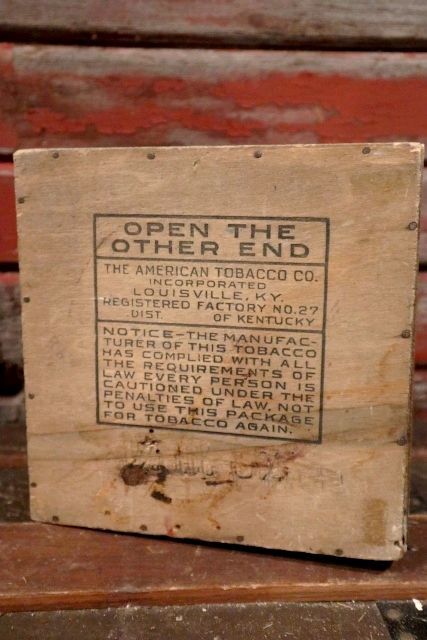 OPEN THE
OTHER END
THE AMERICAN TOBACCO CO.
INCORPORATED
LOUISVILLE, KY.
REGISTERED FACTORY NO. 27
DIST. OF KENTUCKY
NOTICE-THE MANUFAC-
TURER OF THIS TOBACCO
HAS COMPLIED WITH ALL
THE REQUIREMENTS OF
LAW EVERY PERSON IS
CAUTIONED UNDER THE
PENALTIES OF LAW, NOT
TO USE THIS PACKAGE
FOR TOBACCO AGAIN.